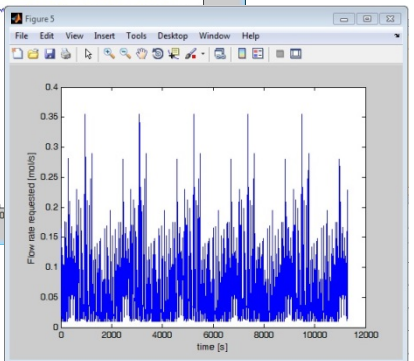 Figure 5
File Edit View Insert Tools Desktop Window Help
0.4
0.35
0.3
0.25
0.2
0.15
0.1
0.05
0
Flow rate requested [mol/s]
0 2000 4000 6000 8000 10000 12000
time [s]